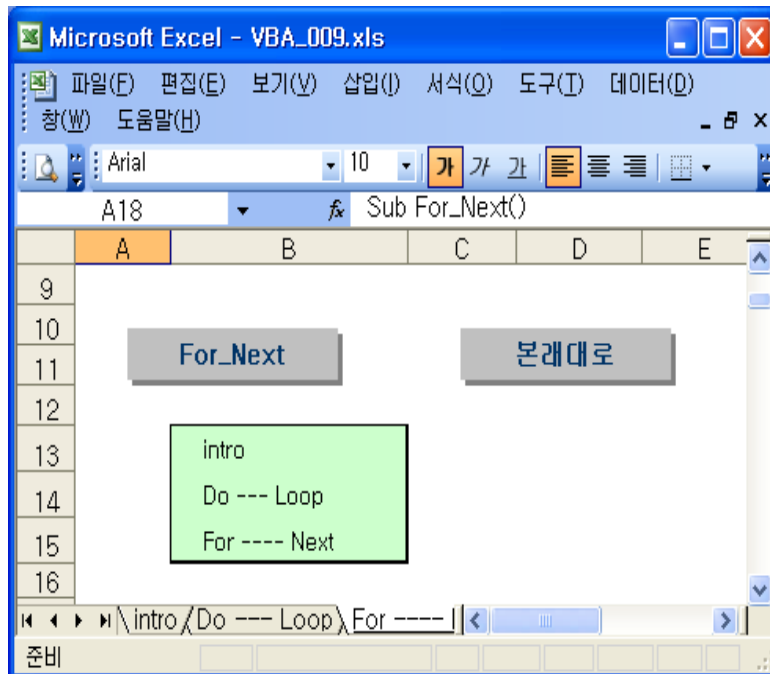 Microsoft Excel - VBA_009.xls
파일(F) 편집(E) 보기(V) 삽입(I) 서식(O) 도구(T) 데이터(D)
창(W) 도움말(H)
Arial 10 가 가 가
A18 fx Sub For_Next()
A B C D E
9
10
For_Next 본래대로
11
12
13 intro
14 Do --- Loop
15 For ---- Next
16
intro Do --- Loop For ----
준비